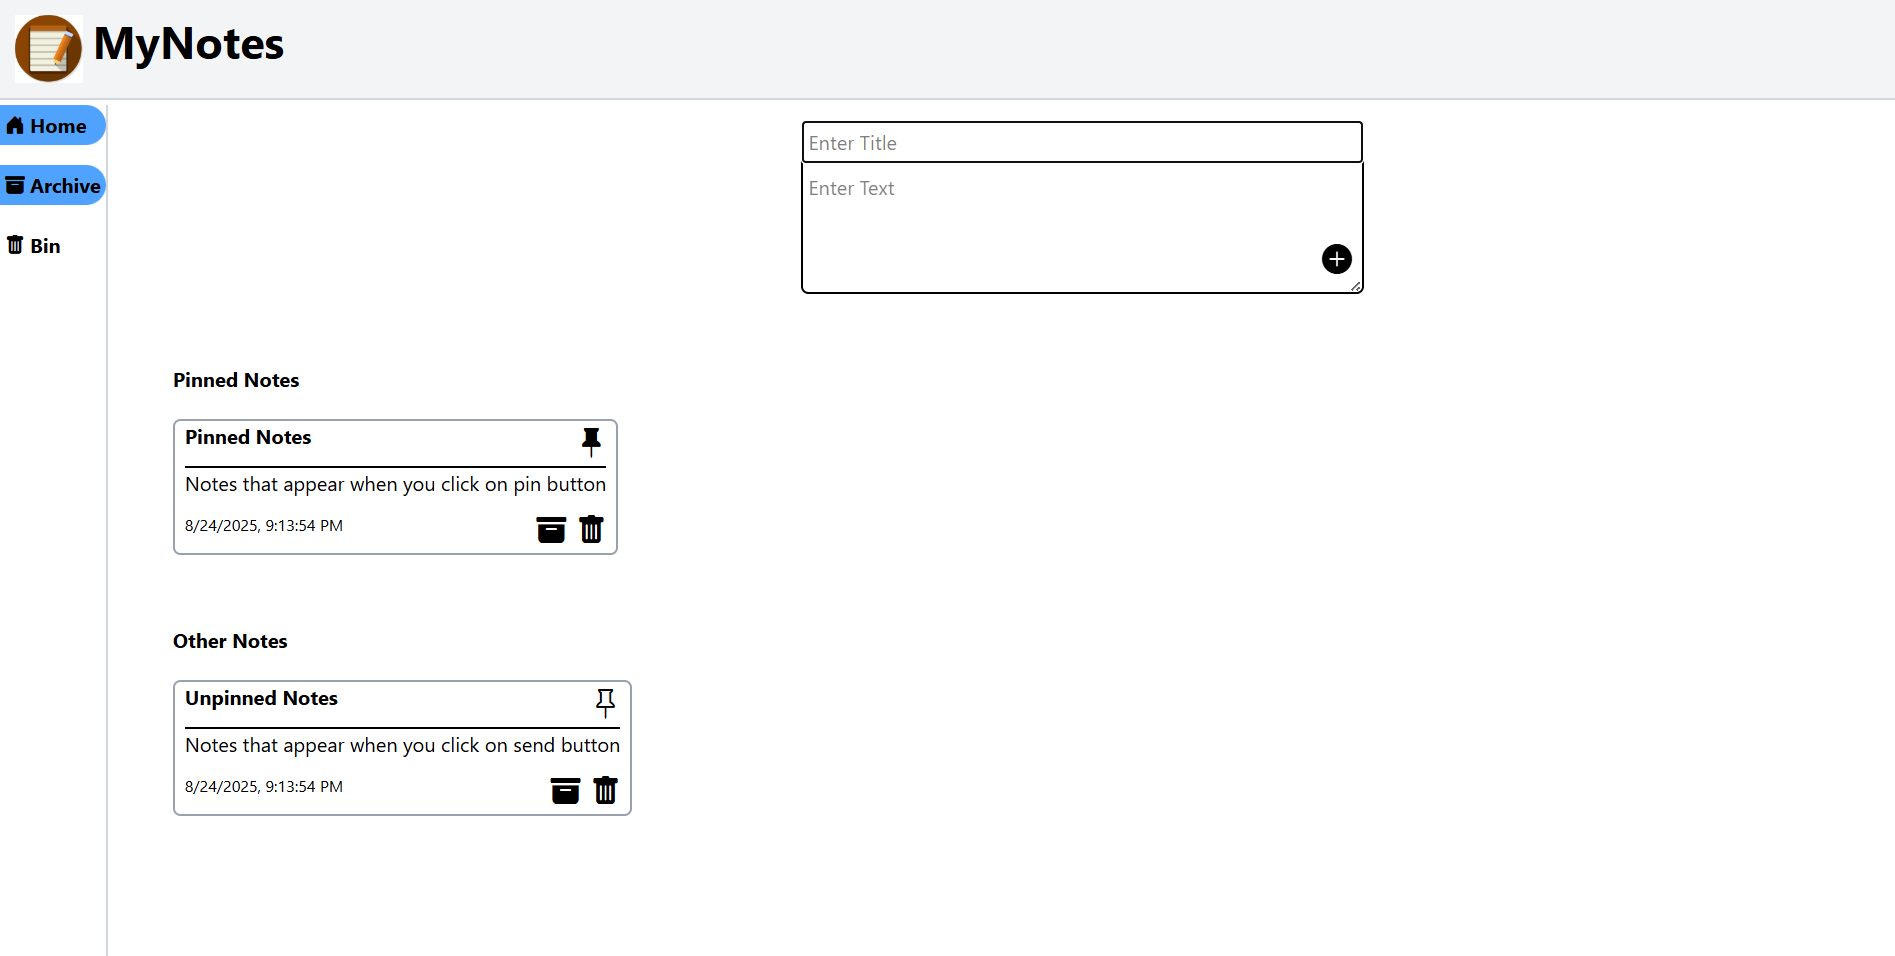 MyNotes
Home
Archive
Bin
Enter Title
Enter Text
Pinned Notes
Pinned Notes
Notes that appear when you click on pin button
8/24/2025, 9:13:54 PM
Other Notes
Unpinned Notes
Notes that appear when you click on send button
8/24/2025, 9:13:54 PM